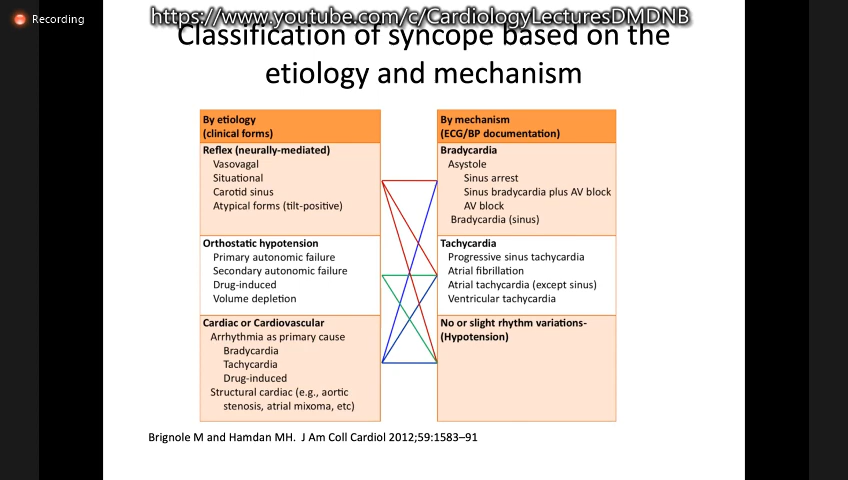 Recording
https://www.youtube.com/c/CardiologyLecturesDMDNB
Classification of syncope based on the
etiology and mechanism
By etiology
(clinical forms)
Reflex (neurally-mediated)
Vasovagal
Situational
Carotid sinus
Atypical forms (tilt-positive)
Orthostatic hypotension
Primary autonomic failure
Secondary autonomic failure
Drug-induced
Volume depletion
Cardiac or Cardiovascular
Arrhythmia as primary cause
Bradycardia
Tachycardia
Drug-induced
Structural cardiac (e.g., aortic
stenosis, atrial mixoma, etc)
By mechanism
(ECG/BP documentation)
Bradycardia
Asystole
Sinus arrest
Sinus bradycardia plus AV block
AV block
Bradycardia (sinus)
Tachycardia
Progressive sinus tachycardia
Atrial fibrillation
Atrial tachycardia (except sinus)
Ventricular tachycardia
No or slight rhythm variations-
(Hypotension)
Brignole M and Hamdan MH. J Am Coll Cardiol 2012;59:1583–91